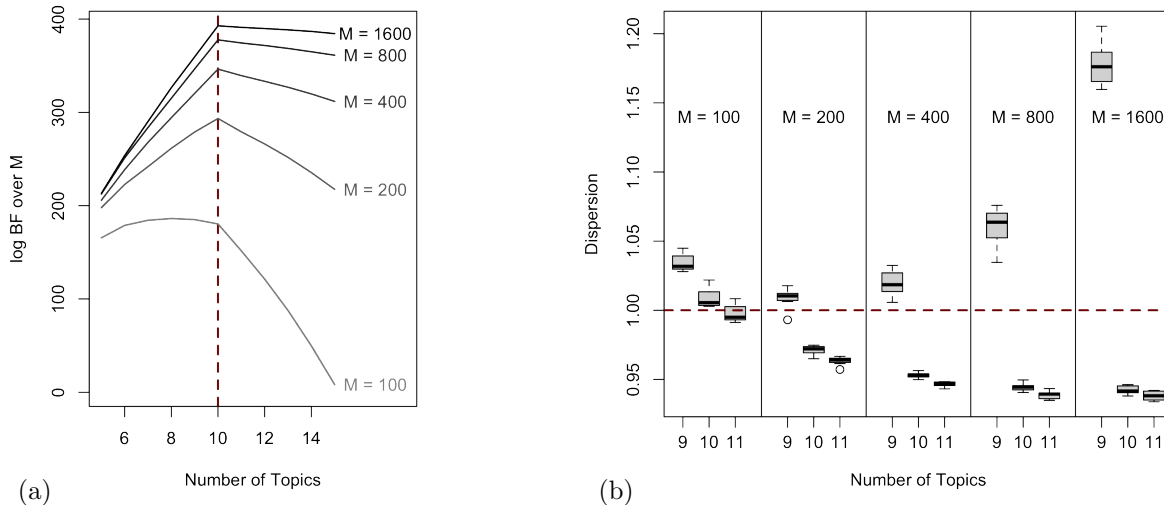 log BF over M
400
300
200
100
0
M = 1600
M = 800
M = 400
M = 200
M = 100
6 8 10 12 14
Number of Topics
(a)
Dispersion
1.20
1.15
1.10
1.05
1.00
0.95
M = 100 M = 200 M = 400 M = 800 M = 1600
9 10 11 9 10 11 9 10 11 9 10 11 9 10 11
Number of Topics
(b)